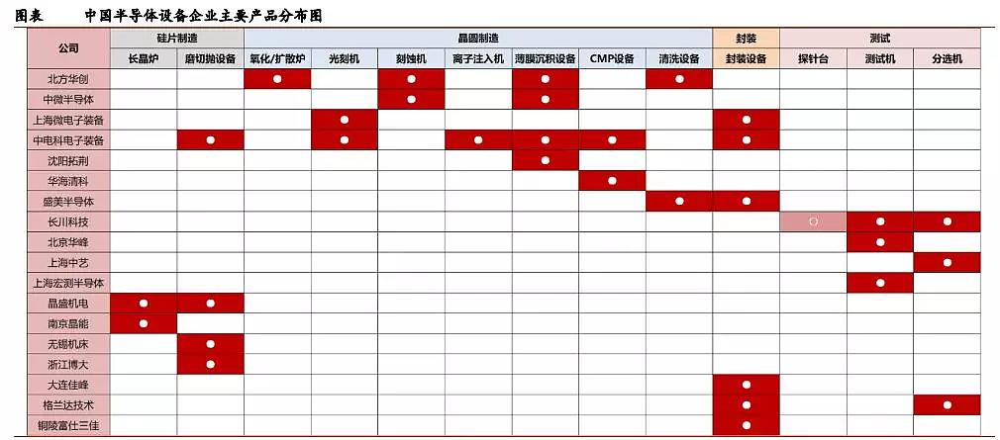 图表 中国半导体设备企业主要产品分布图
公司 硅片制造 晶圆制造 封装 测试
长晶炉 磨切抛设备 氧化/扩散炉 光刻机 刻蚀机 离子注入机 薄膜沉积设备 CMP设备 清洗设备 封装设备 探针台 测试机 分选机
北方华创
中微半导体
上海微电子装备
中电科电子装备
沈阳拓荆
华海清科
盛美半导体
长川科技
北京华峰
上海中艺
上海宏测半导体
晶盛机电
南京晶能
无锡机床
浙江博大
大连佳峰
格兰达技术
铜陵富仕三佳